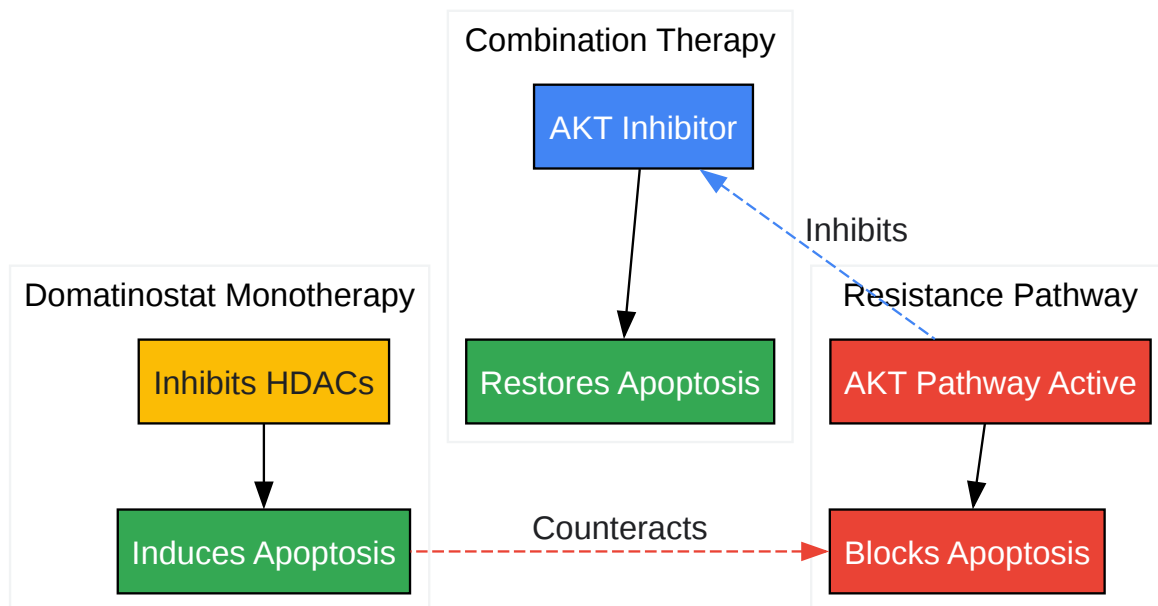 Combination Therapy
AKT Inhibitor
Inhibits
Domatinostat Monotherapy
Resistance Pathway
Inhibits HDACs
Restores Apoptosis
AKT Pathway Active
Counteracts
Induces Apoptosis
Blocks Apoptosis